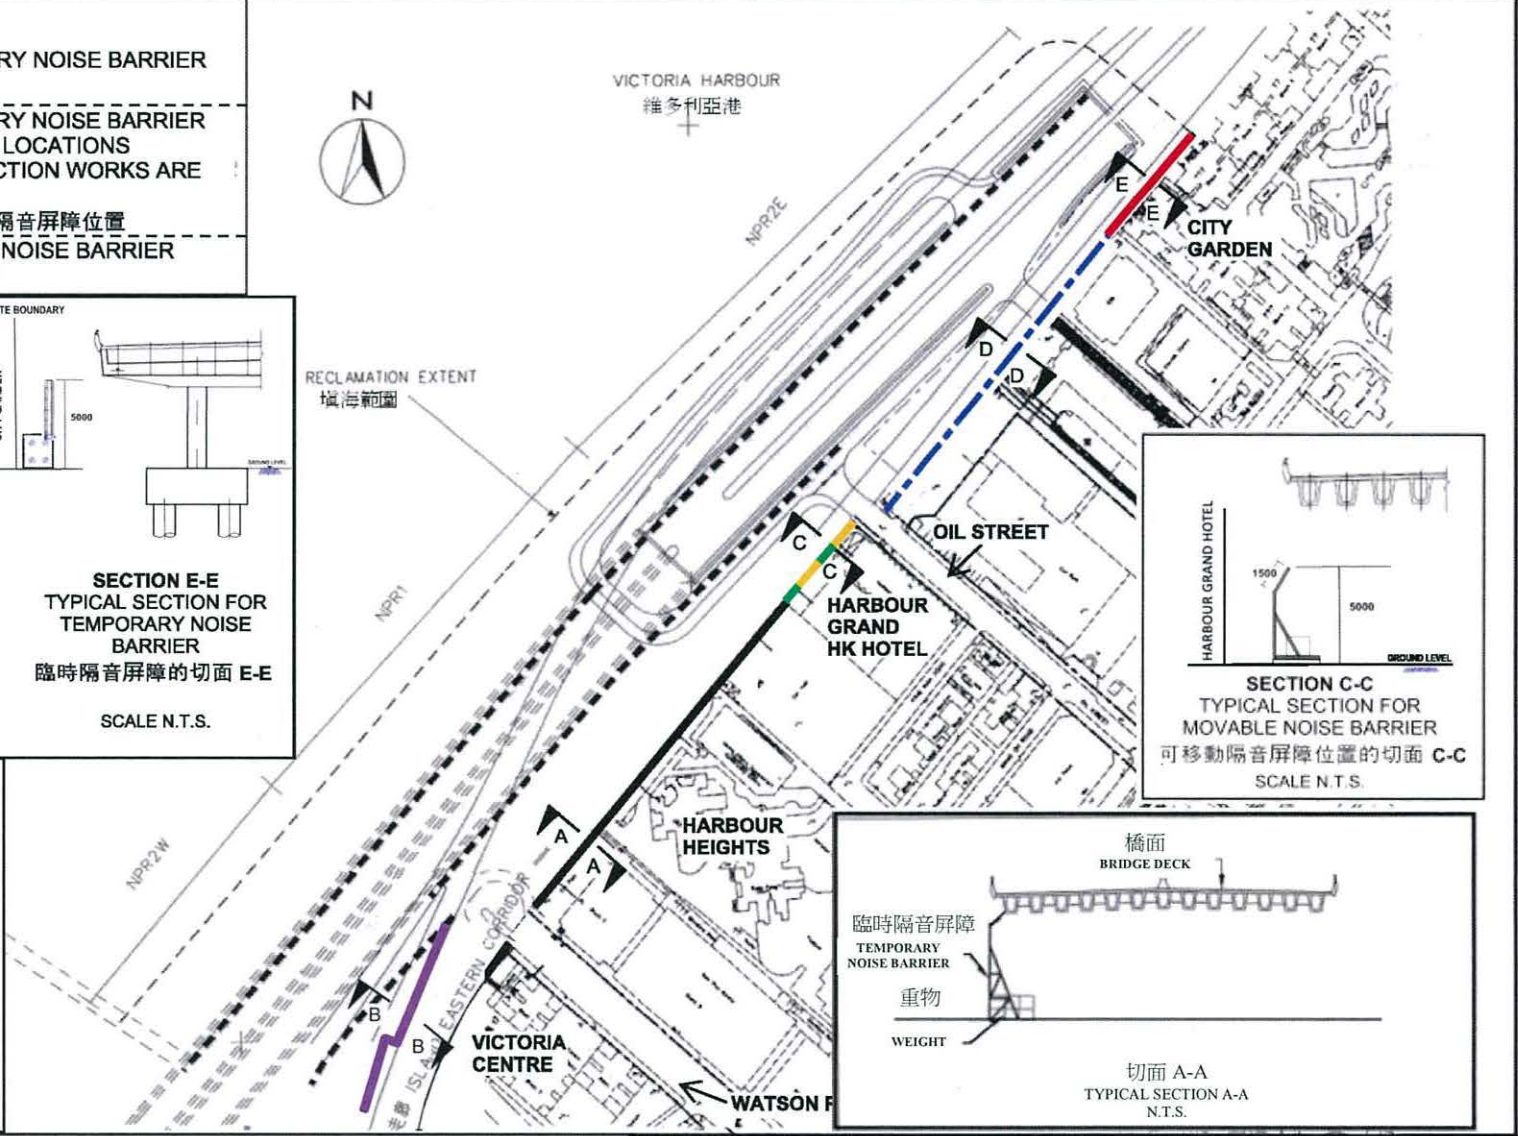 RY NOISE BARRIER
RY NOISE BARRIER
LOCATIONS
CTION WORKS ARE
隔音屏障位置
NOISE BARRIER
TE BOUNDARY
5000
GROUND LEVEL
SECTION E-E
TYPICAL SECTION FOR
TEMPORARY NOISE
BARRIER
臨時隔音屏障的切面 E-E
SCALE N.T.S.
N
VICTORIA HARBOUR
維多利亞港
NPR2E
RECLAMATION EXTENT
填海範圍
NPR1
NPR2W
E
E
CITY
GARDEN
D
D
OIL STREET
C
C
HARBOUR
GRAND
HK HOTEL
HARBOUR
HEIGHTS
A
A
B
B
EASTERN CORRIDOR
VICTORIA
CENTRE
WATSON
HARBOUR GRAND HOTEL
1500
5000
GROUND LEVEL
SECTION C-C
TYPICAL SECTION FOR
MOVABLE NOISE BARRIER
可移動隔音屏障位置的切面 C-C
SCALE N.T.S.
橋面
BRIDGE DECK
臨時隔音屏障
TEMPORARY
NOISE BARRIER
重物
WEIGHT
切面 A-A
TYPICAL SECTION A-A
N.T.S.